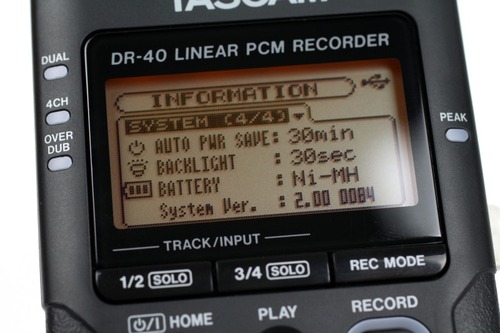 TASCAM
DR-40 LINEAR PCM RECORDER
DUAL
4CH
OVER
DUB
PEAK
INFORMATION
SYSTEM (4/4)
AUTO PWR SAVE: 30min
BACKLIGHT : 30sec
BATTERY : Ni-MH
System Ver. : 2.00 0084
TRACK/INPUT
1/2 SOLO
3/4 SOLO
REC MODE
⏻/I HOME
PLAY
RECORD